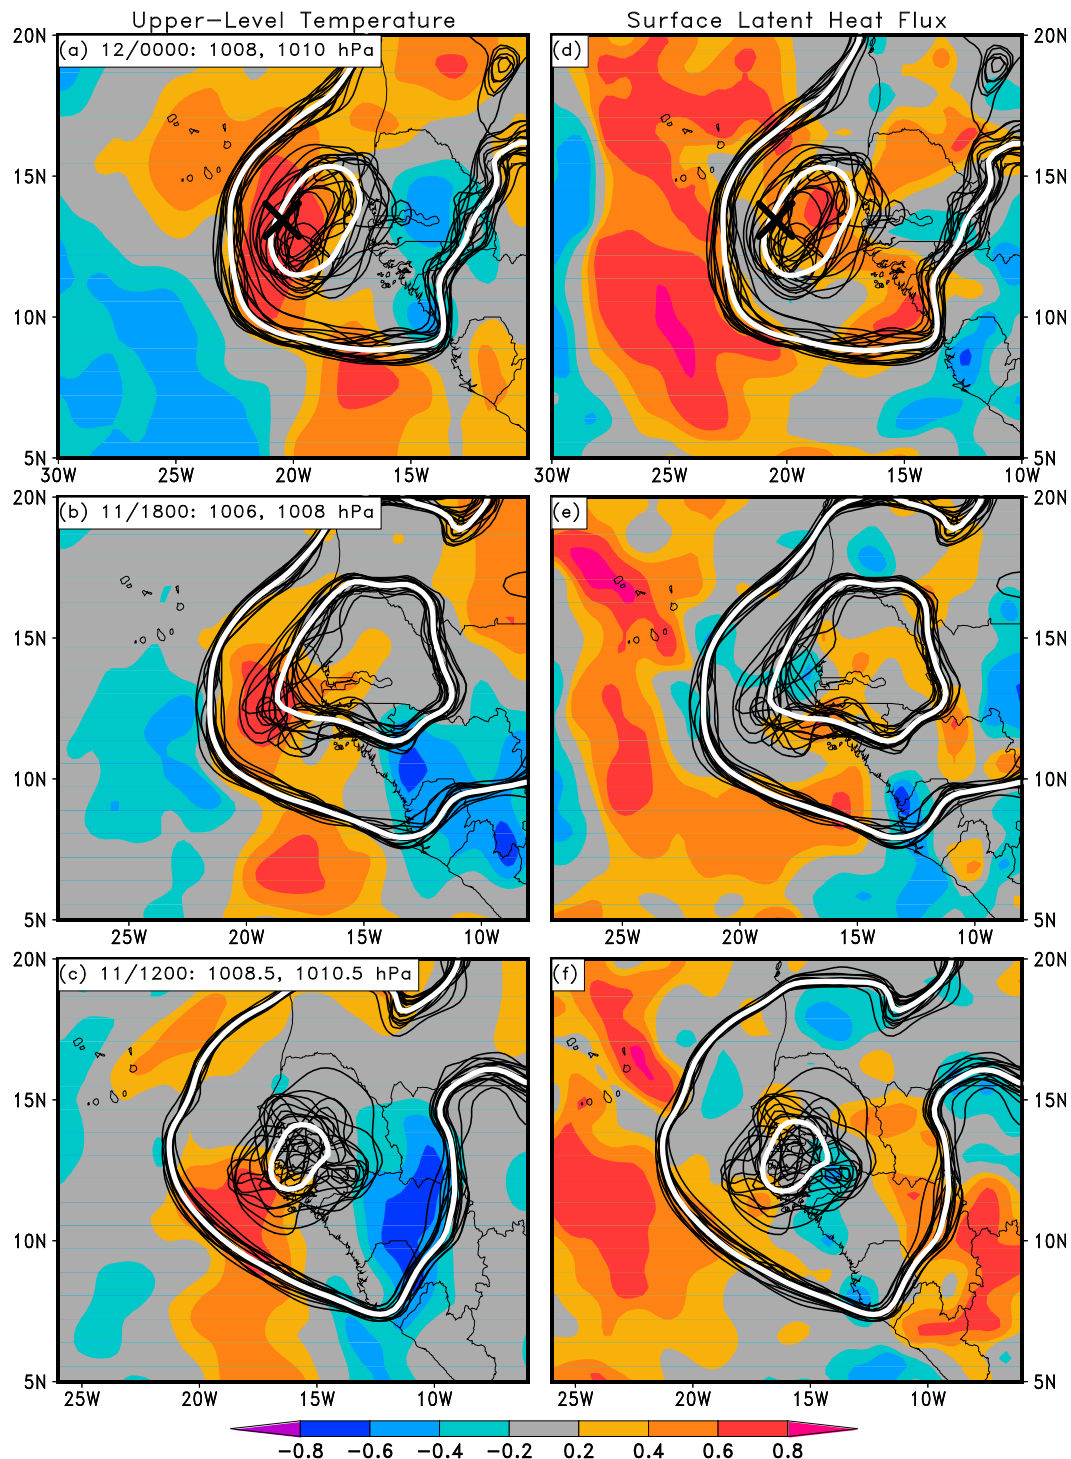 Upper-Level Temperature
Surface Latent Heat Flux
20N
(a) 12/0000: 1008, 1010 hPa
(d)
20N
15N
15N
10N
10N
5N
5N
30W
25W
20W
15W
30W
25W
20W
15W
10W
20N
(b) 11/1800: 1006, 1008 hPa
(e)
20N
15N
15N
10N
10N
5N
5N
25W
20W
15W
10W
25W
20W
15W
10W
20N
(c) 11/1200: 1008.5, 1010.5 hPa
(f)
20N
15N
15N
10N
10N
5N
5N
25W
20W
15W
10W
25W
20W
15W
10W
-0.8
-0.6
-0.4
-0.2
0.2
0.4
0.6
0.8